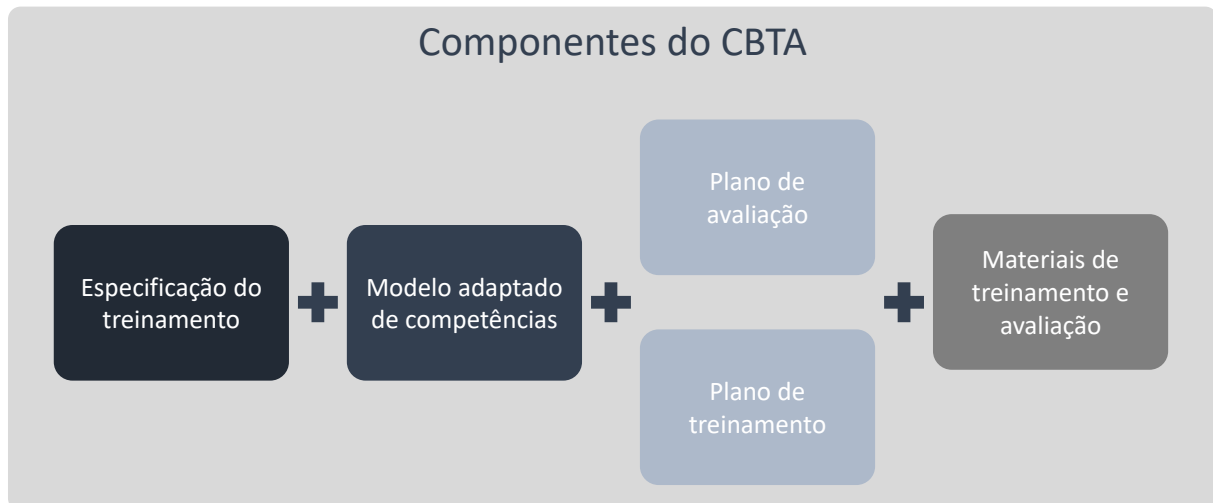 Componentes do CBTA
Especificação do
treinamento
Modelo adaptado
de competências
Plano de
avaliação
Plano de
treinamento
Materiais de
treinamento e
avaliação